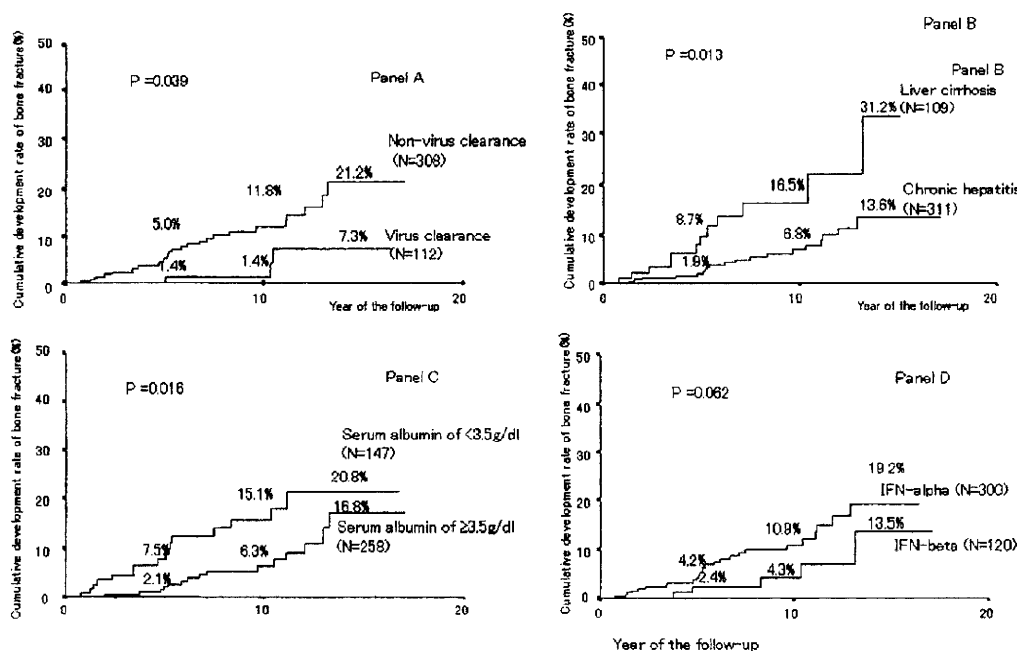 Cumulative development rate of bone fracture(%)
50
40
30
20
10
0
P =0.039
Panel A
Non-virus clearance
(N=308)
21.2%
11.8%
5.0%
Virus clearance
(N=112)
7.3%
1.4%
1.4%
0
10
20
Year of the follow-up
Cumulative development rate of bone fracture(%)
50
40
30
20
10
0
Panel B
P =0.013
Panel B
Liver cirrhosis
(N=109)
31.2%
16.5%
8.7%
Chronic hepatitis
(N=311)
13.6%
6.8%
1.9%
0
10
20
Year of the follow-up
Cumulative development rate of bone fracture(%)
50
40
30
20
10
0
P =0.016
Panel C
Serum albumin of <3.5g/dl
(N=147)
20.8%
15.1%
7.5%
16.8%
Serum albumin of ≥3.5g/dl
(N=258)
6.3%
2.1%
0
10
20
Cumulative development rate of bone fracture(%)
50
40
30
20
10
0
P =0.062
Panel D
19.2%
IFN-alpha (N=300)
10.9%
4.2%
13.5%
IFN-beta (N=120)
4.3%
2.4%
0
10
20
Year of the follow-up